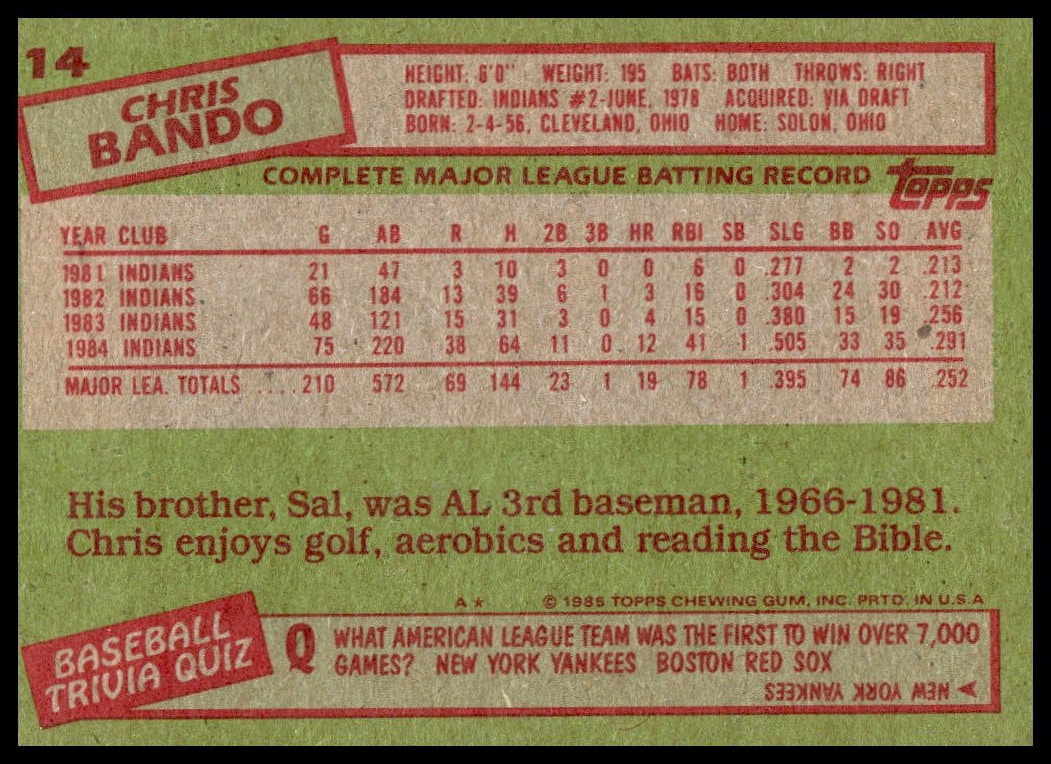 14
CHRIS
BANDO
HEIGHT: 6'0" WEIGHT: 195 BATS: BOTH THROWS: RIGHT
DRAFTED: INDIANS #2-JUNE, 1978 ACQUIRED: VIA DRAFT
BORN: 2-4-56, CLEVELAND, OHIO HOME: SOLON, OHIO
COMPLETE MAJOR LEAGUE BATTING RECORD topps
YEAR CLUB G AB R H 2B 3B HR RBI SB SLG BB SO AVG
1981 INDIANS 21 47 3 10 3 0 0 6 0 .277 2 2 .213
1982 INDIANS 66 184 13 39 6 1 3 16 0 .304 24 30 .212
1983 INDIANS 48 121 15 31 3 0 4 15 0 .380 15 19 .256
1984 INDIANS 75 220 38 64 11 0 12 41 1 .505 33 35 .291
MAJOR LEA. TOTALS ....210 572 69 144 23 1 19 78 1 .395 74 86 .252
His brother, Sal, was AL 3rd baseman, 1966-1981.
Chris enjoys golf, aerobics and reading the Bible.
A* © 1985 TOPPS CHEWING GUM, INC. PRTD. IN U.S.A
BASEBALL
TRIVIA QUIZ
Q WHAT AMERICAN LEAGUE TEAM WAS THE FIRST TO WIN OVER 7,000
GAMES? NEW YORK YANKEES BOSTON RED SOX
NEW YORK YANKEES